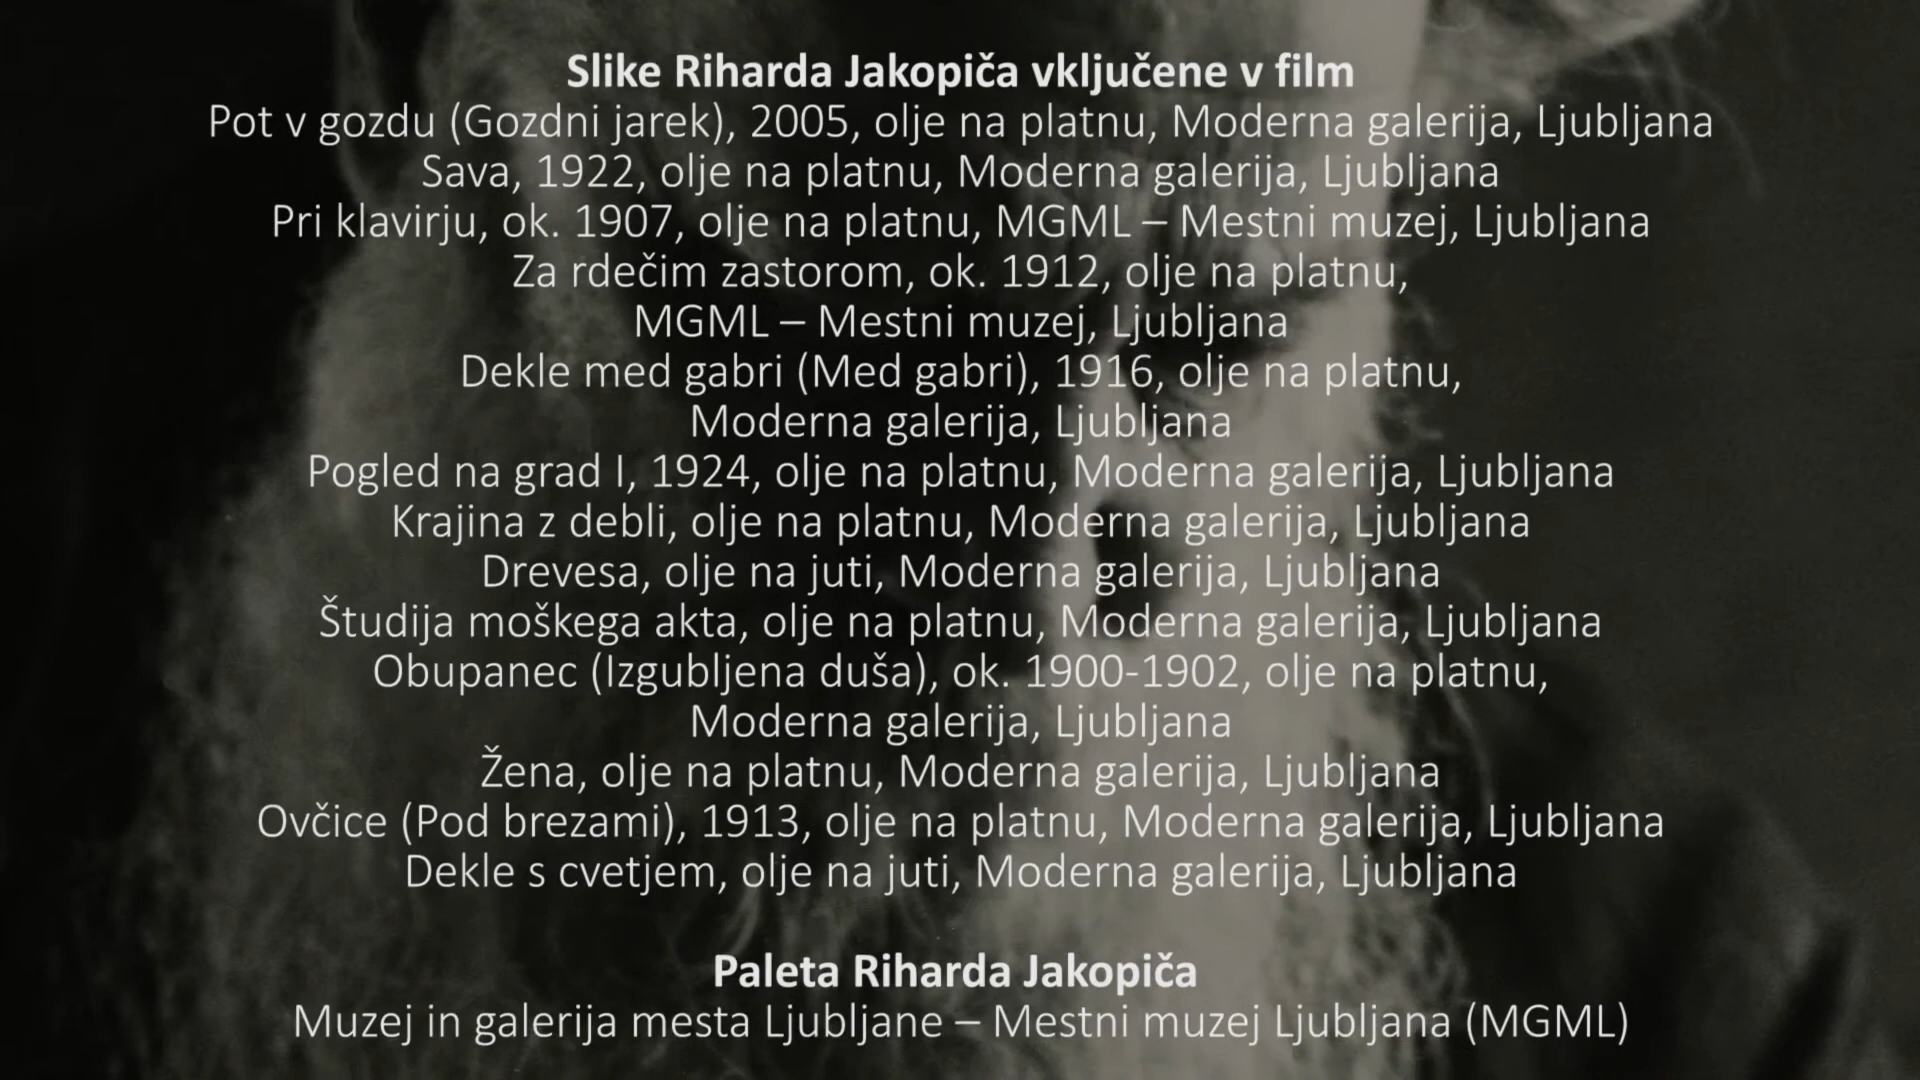 Slike Riharda Jakopiča vključene v film
Pot v gozdu (Gozdni jarek), 2005, olje na platnu, Moderna galerija, Ljubljana
Sava, 1922, olje na platnu, Moderna galerija, Ljubljana
Pri klavirju, ok. 1907, olje na platnu, MGML – Mestni muzej, Ljubljana
Za rdečim zastorom, ok. 1912, olje na platnu,
MGML – Mestni muzej, Ljubljana
Dekle med gabri (Med gabri), 1916, olje na platnu,
Moderna galerija, Ljubljana
Pogled na grad I, 1924, olje na platnu, Moderna galerija, Ljubljana
Krajina z debli, olje na platnu, Moderna galerija, Ljubljana
Drevesa, olje na juti, Moderna galerija, Ljubljana
Študija moškega akta, olje na platnu, Moderna galerija, Ljubljana
Obupanec (Izgubljena duša), ok. 1900-1902, olje na platnu,
Moderna galerija, Ljubljana
Žena, olje na platnu, Moderna galerija, Ljubljana
Ovčice (Pod brezami), 1913, olje na platnu, Moderna galerija, Ljubljana
Dekle s cvetjem, olje na juti, Moderna galerija, Ljubljana
Paleta Riharda Jakopiča
Muzej in galerija mesta Ljubljane – Mestni muzej Ljubljana (MGML)